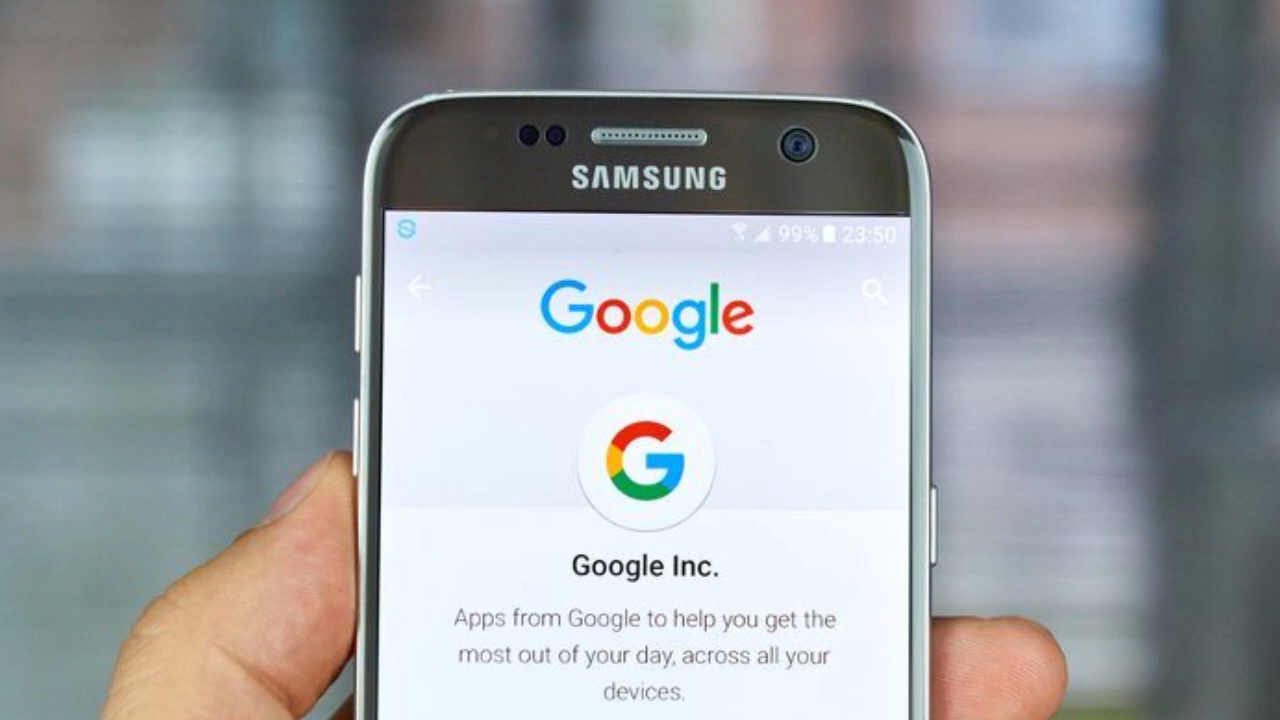 SAMSUNG
99% 23:50
Google
G
Google Inc.
Apps from Google to help you get the
most out of your day, across all your
devices.